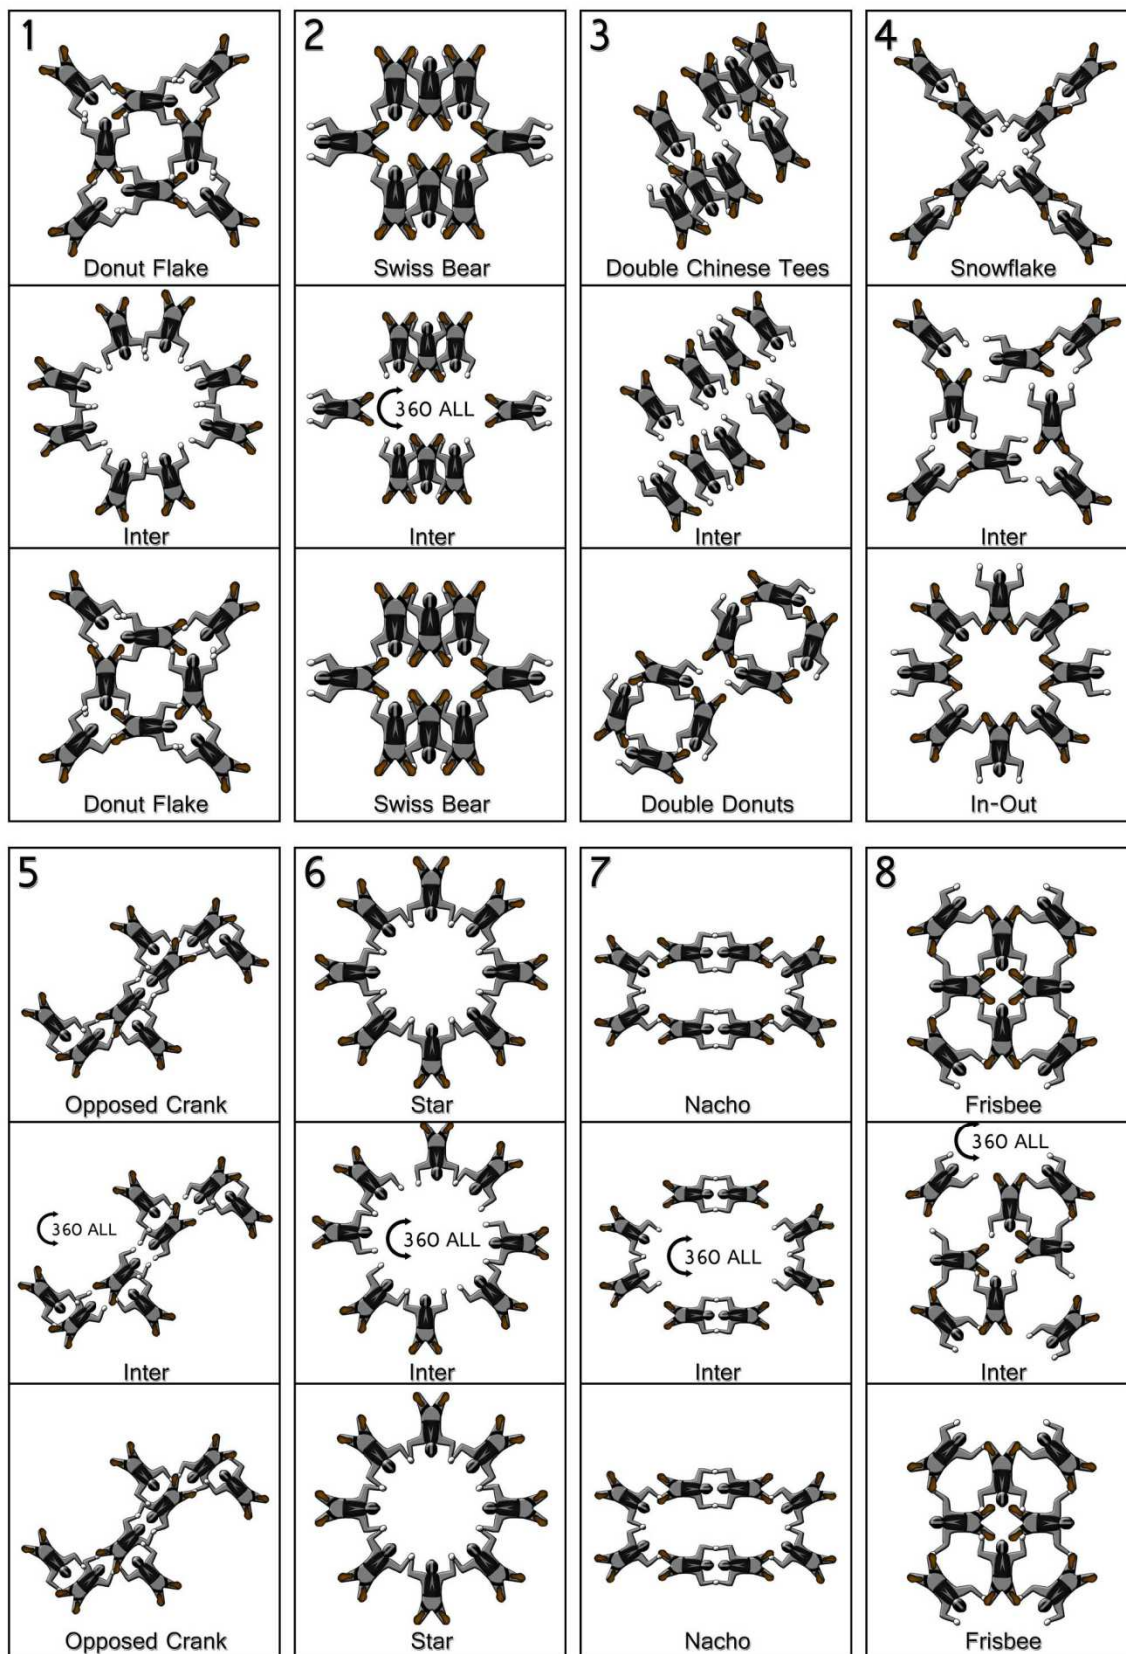 1 2 3 4
Donut Flake Swiss Bear Double Chinese Tees Snowflake
360 ALL
Inter Inter Inter Inter
Donut Flake Swiss Bear Double Donuts In-Out
5 6 7 8
Opposed Crank Star Nacho Frisbee
360 ALL 360 ALL 360 ALL 360 ALL
Inter Inter Inter Inter
Opposed Crank Star Nacho Frisbee